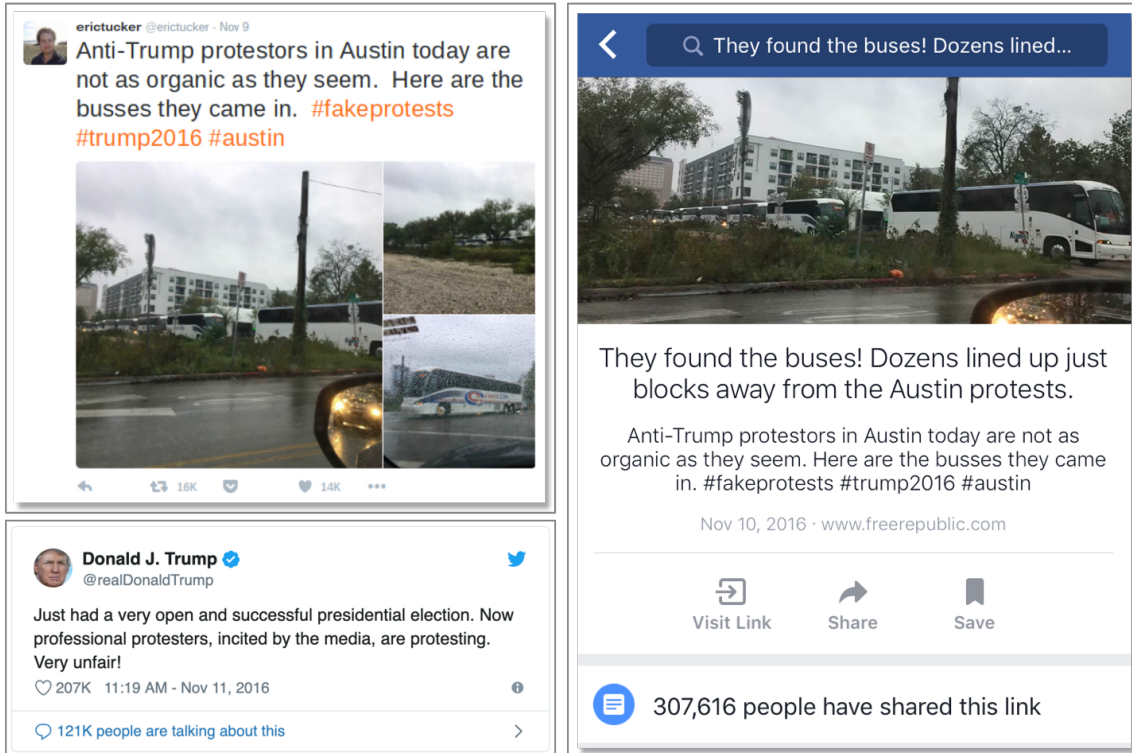 erictucker @erictucker · Nov 9
Anti-Trump protestors in Austin today are
not as organic as they seem.  Here are the
busses they came in.  #fakeprotests
#trump2016 #austin
16K
14K
Donald J. Trump
@realDonaldTrump
Just had a very open and successful presidential election. Now
professional protesters, incited by the media, are protesting.
Very unfair!
207K 11:19 AM - Nov 11, 2016
121K people are talking about this
They found the buses! Dozens lined...
They found the buses! Dozens lined up just
blocks away from the Austin protests.
Anti-Trump protestors in Austin today are not as
organic as they seem. Here are the busses they came
in. #fakeprotests #trump2016 #austin
Nov 10, 2016 · www.freerepublic.com
Visit Link
Share
Save
307,616 people have shared this link